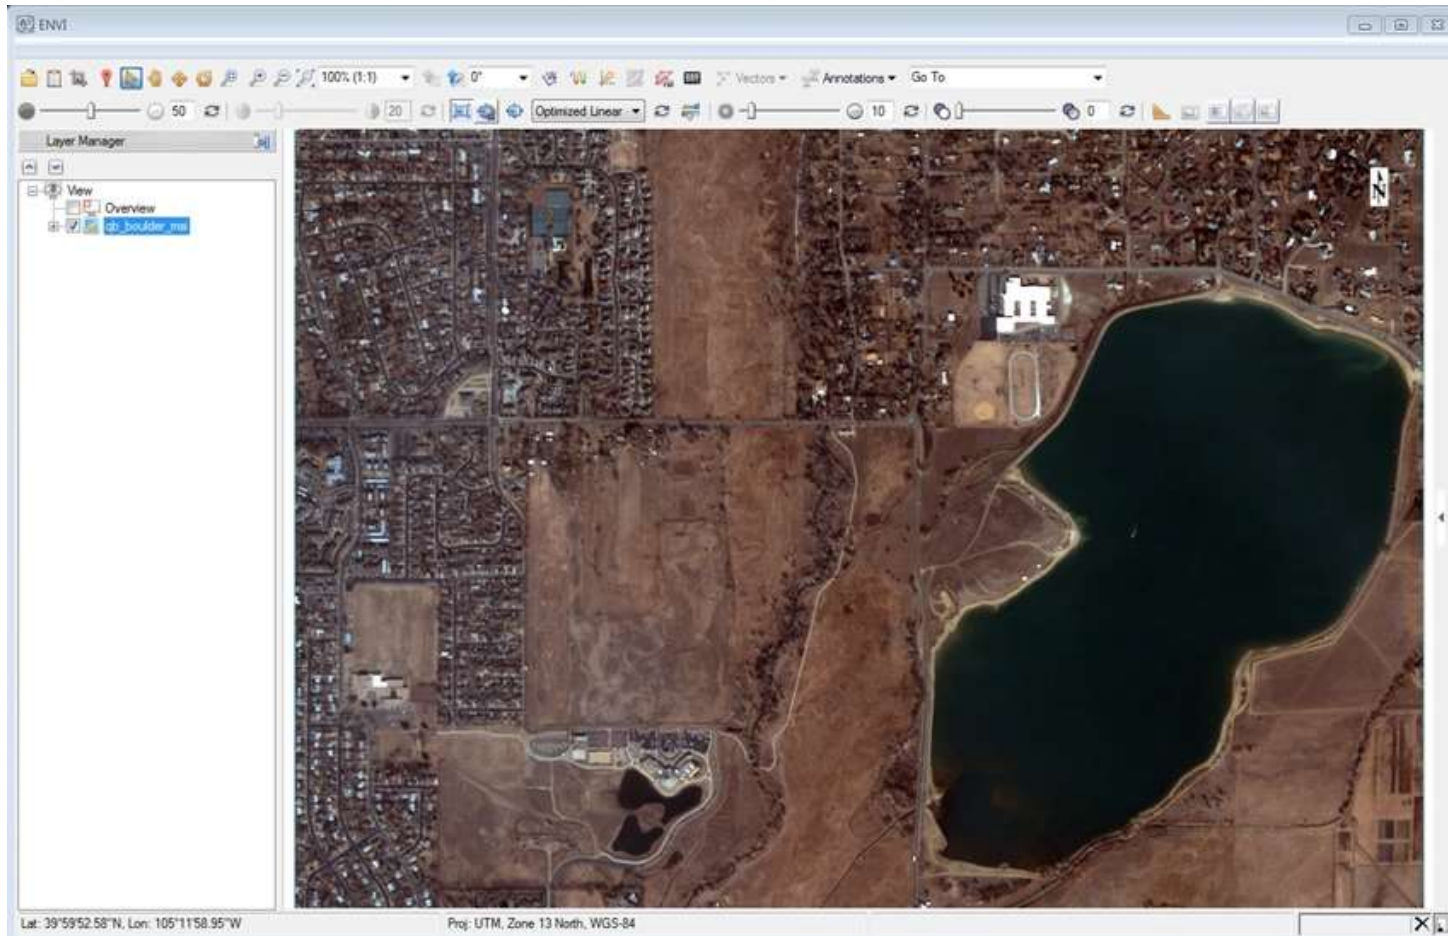 ENVI
100% (1:1) 0° Vectors Annotations Go To
50 20 Optimized Linear 10 0
Layer Manager
View
Overview
qb_boulder_msi
N
Lat: 39°59'52.58"N, Lon: 105°11'58.95"W Proj: UTM, Zone 13 North, WGS-84